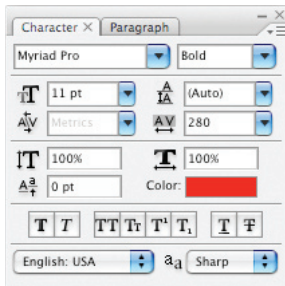 Character × Paragraph
Myriad Pro Bold
11 pt (Auto)
Metrics 280
100% 100%
0 pt Color:
T T TT Tт T¹ T₁ T T
English: USA aa Sharp